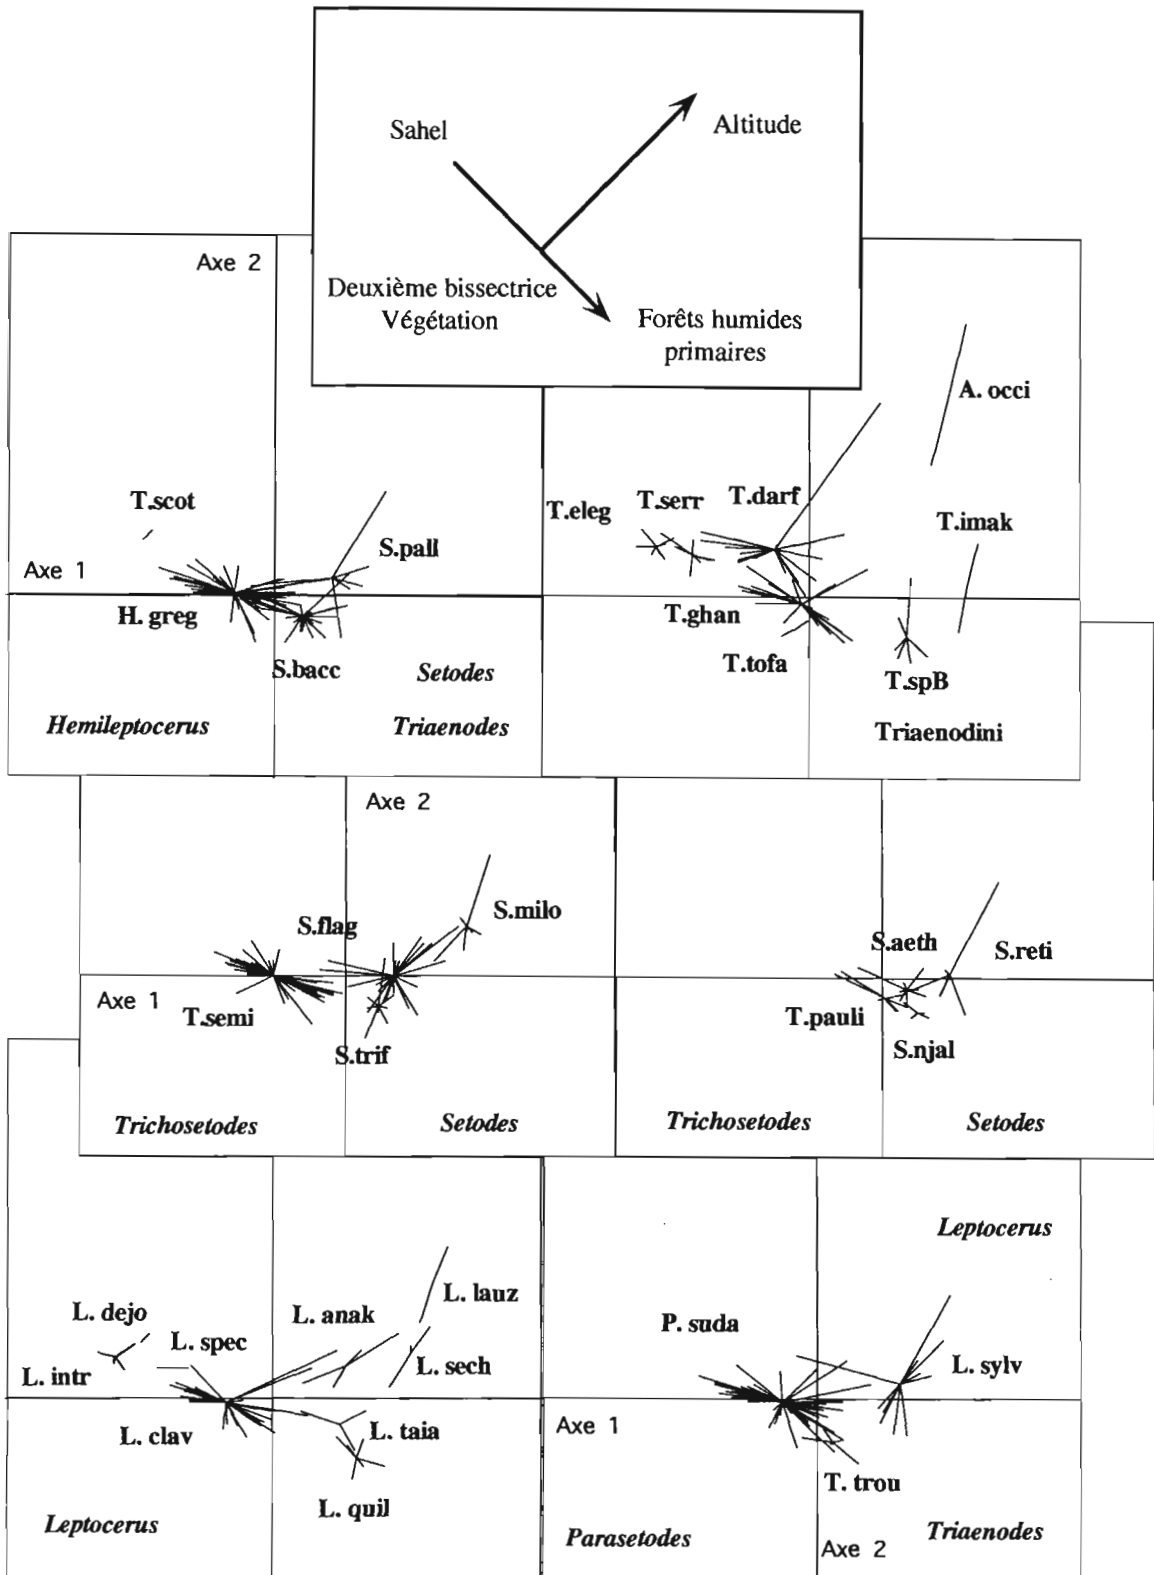 Sahel
Altitude
Deuxième bissectrice
Végétation
Forêts humides
primaires
Axe 2
T.scot
S.pall
Axe 1
H. greg
S.bacc
Setodes
Hemileptocerus
Triaenodes
A. occi
T.eleg
T.serr
T.darf
T.imak
T.ghan
T.tofa
T.spB
Triaenodini
Axe 2
S.flag
S.milo
Axe 1
T.semi
S.trif
Trichosetodes
Setodes
S.aeth
S.reti
T.pauli
S.njal
Trichosetodes
Setodes
L. dejo
L. spec
L. anak
L. lauz
L. intr
L. sech
L. clav
L. taia
L. quil
Leptocerus
Leptocerus
P. suda
L. sylv
Axe 1
T. trou
Parasetodes
Triaenodes
Axe 2